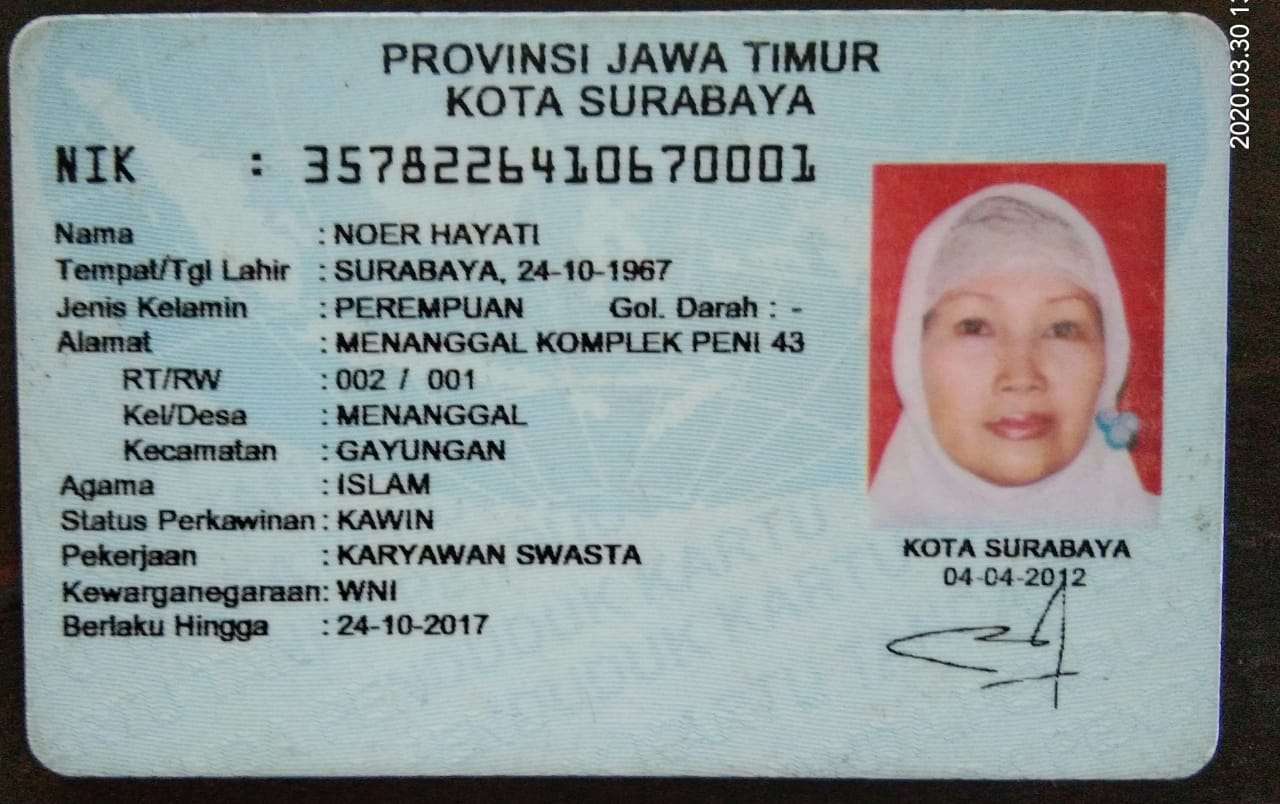 PROVINSI JAWA TIMUR
KOTA SURABAYA
NIK : 3578226410670001
Nama : NOER HAYATI
Tempat/Tgl Lahir : SURABAYA, 24-10-1967
Jenis Kelamin : PEREMPUAN Gol. Darah : -
Alamat : MENANGGAL KOMPLEK PENI 43
RT/RW : 002 / 001
Kel/Desa : MENANGGAL
Kecamatan : GAYUNGAN
Agama : ISLAM
Status Perkawinan : KAWIN
Pekerjaan : KARYAWAN SWASTA
Kewarganegaraan: WNI
Berlaku Hingga : 24-10-2017
KOTA SURABAYA
04-04-2012
2020.03.30